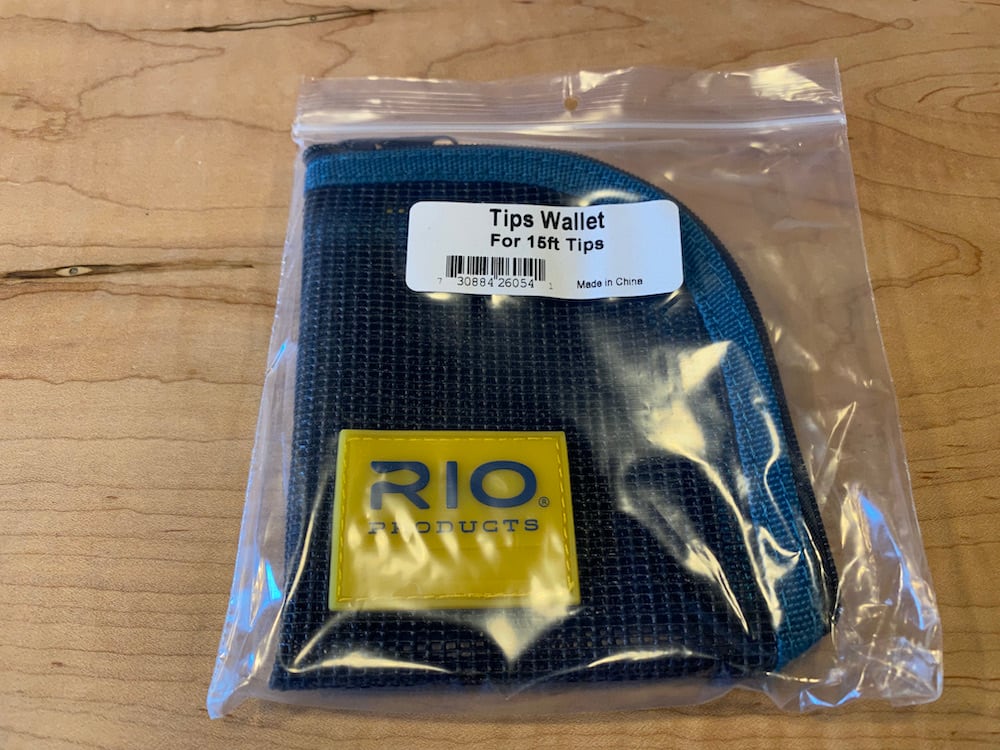 Tips Wallet
For 15ft Tips
7 30884 26054 1
Made in China
RIO®
PRODUCTS